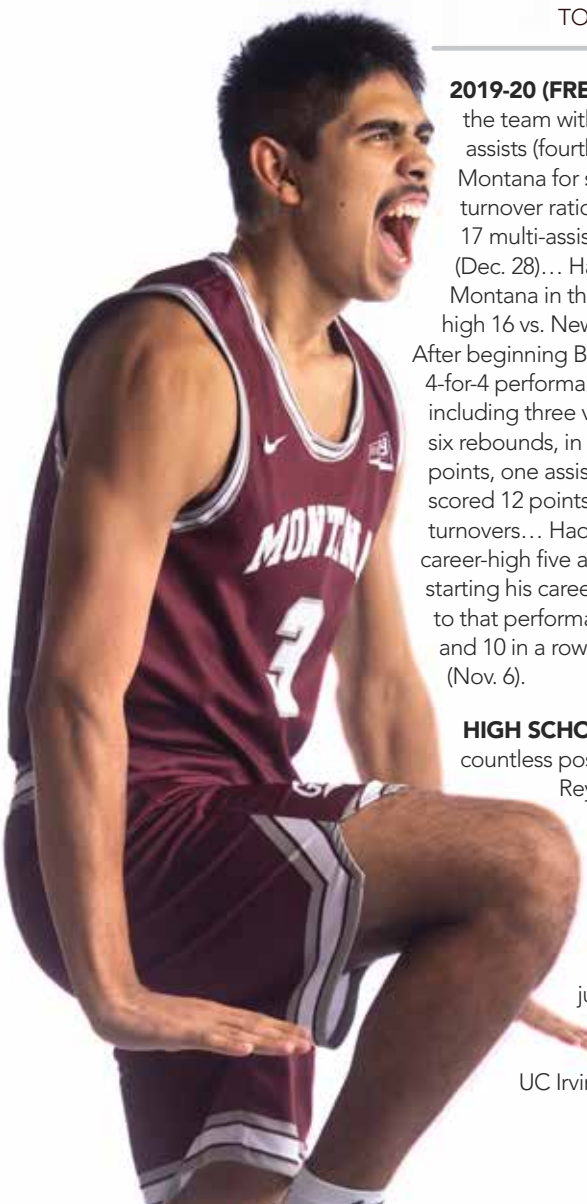 TO
2019-20 (FRE
the team with
assists (fourth
Montana for s
turnover ratio
17 multi-assis
(Dec. 28)… Ha
Montana in th
high 16 vs. New
After beginning B
4-for-4 performa
including three v
six rebounds, in
points, one assis
scored 12 points
turnovers… Had
career-high five a
starting his caree
to that performa
and 10 in a row
(Nov. 6).
HIGH SCHO
countless pos
Rey
ju
UC Irvin
MONTANA
3